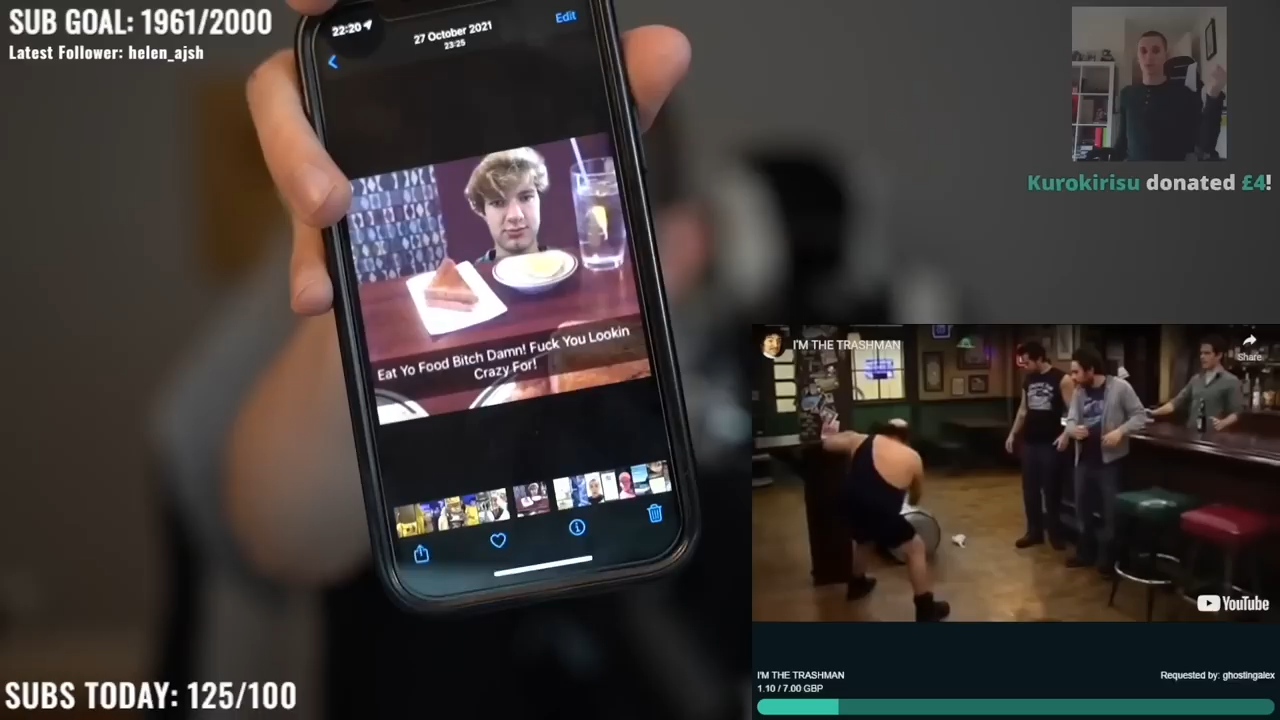 SUB GOAL: 1961/2000
Latest Follower: helen_ajsh
22:20
27 October 2021
23:25
Edit
Eat Yo Food Bitch Damn! Fuck You Lookin
Crazy For!
Kurokirisu donated £4!
I'M THE TRASHMAN
Share
YouTube
I'M THE TRASHMAN
Requested by: ghostingalex
1.10 / 7.00 GBP
SUBS TODAY: 125/100